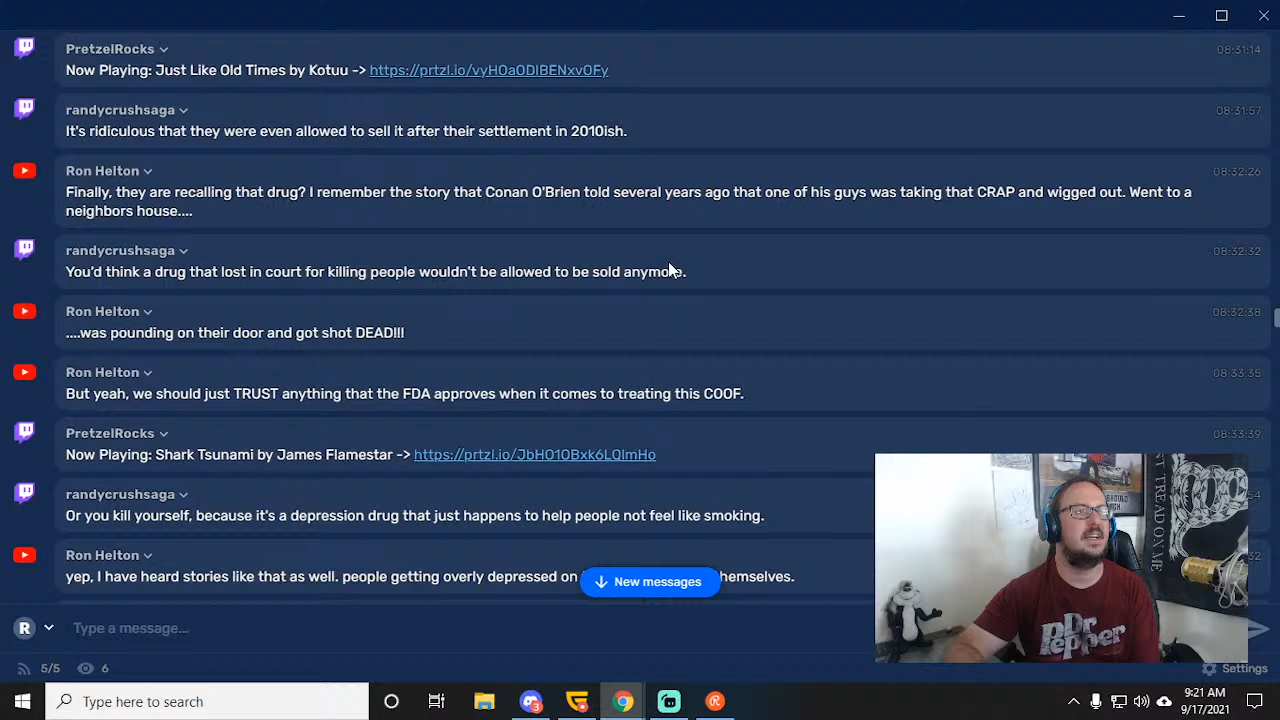 PretzelRocks 08:31:14
Now Playing: Just Like Old Times by Kotuu -> https://prtzl.io/vyHOaODlBENxvOFy
randycrushsaga 08:31:57
It's ridiculous that they were even allowed to sell it after their settlement in 2010ish.
Ron Helton 08:32:26
Finally, they are recalling that drug? I remember the story that Conan O'Brien told several years ago that one of his guys was taking that CRAP and wigged out. Went to a
neighbors house....
randycrushsaga 08:32:32
You'd think a drug that lost in court for killing people wouldn't be allowed to be sold anymore.
Ron Helton 08:32:38
....was pounding on their door and got shot DEAD!!!
Ron Helton 08:33:35
But yeah, we should just TRUST anything that the FDA approves when it comes to treating this COOF.
PretzelRocks 08:33:39
Now Playing: Shark Tsunami by James Flamestar -> https://prtzl.io/JbHO1OBxk6LQlmHo
randycrushsaga 54
Or you kill yourself, because it's a depression drug that just happens to help people not feel like smoking.
Ron Helton 32
yep, I have heard stories like that as well. people getting overly depressed on hemselves.
New messages
R Type a message...
5/5 6 Settings
TREAD ON ME
Dr Pepper
Type here to search
3
9:21 AM
9/17/2021